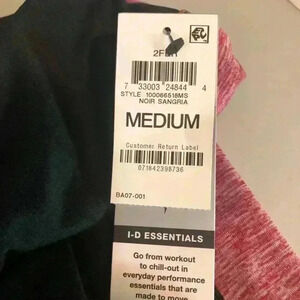 7 33003 24844 4
STYLE 100066518MS
NOIR SANGRIA
MEDIUM
Customer Return Label
071842398736
BA07-001
I-D ESSENTIALS
Go from workout
to chill-out in
everyday performance
essentials that are
made to move